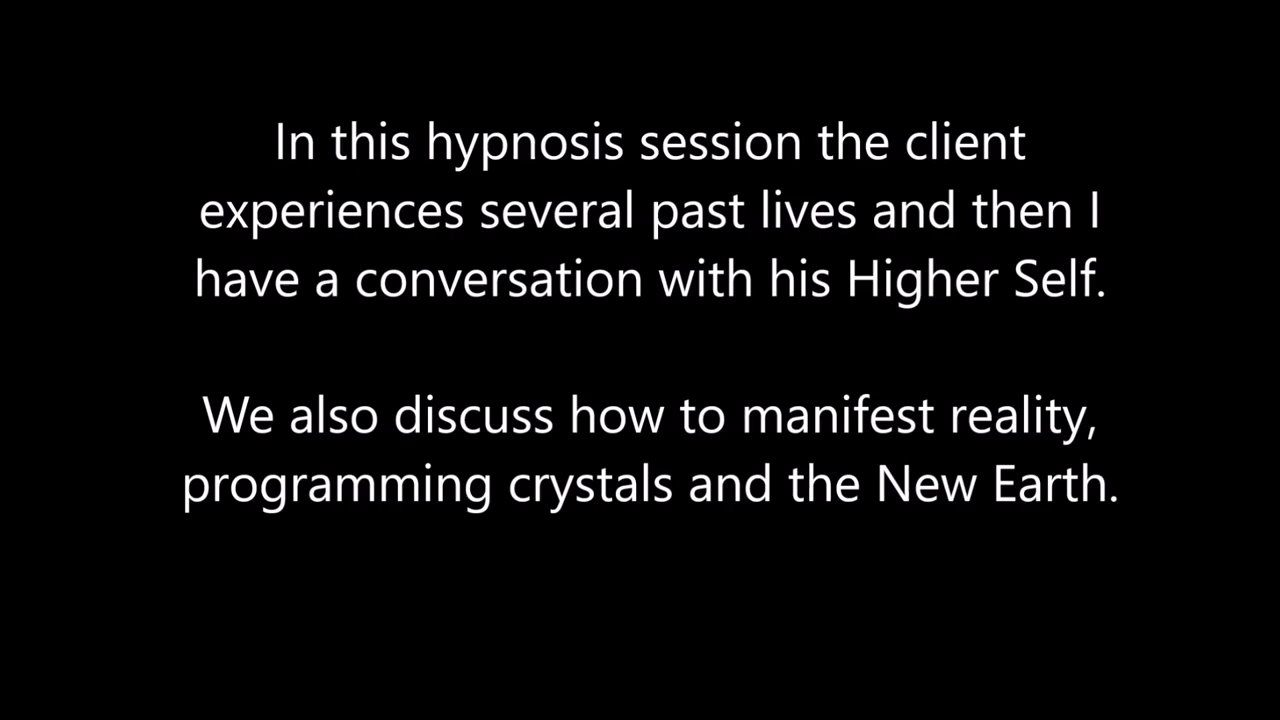 In this hypnosis session the client
experiences several past lives and then I
have a conversation with his Higher Self.
We also discuss how to manifest reality,
programming crystals and the New Earth.